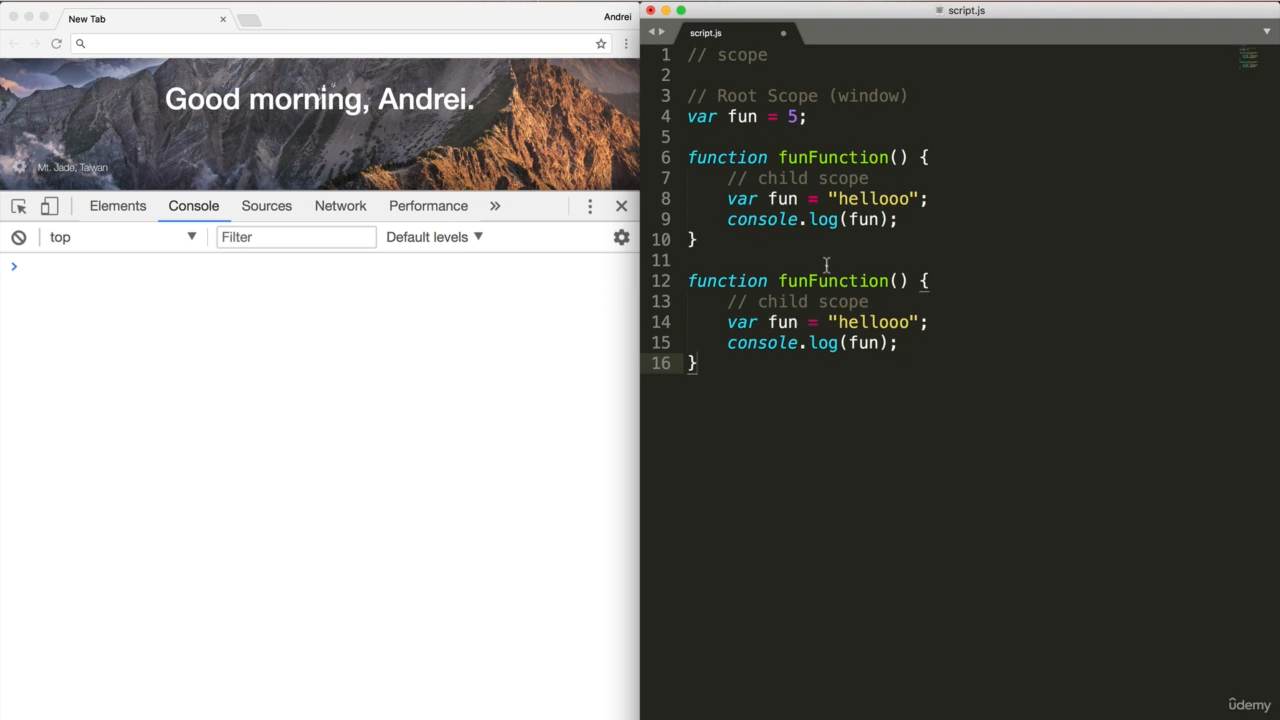 New Tab
Andrei
Good morning, Andrei.
Mt. Jade, Taiwan
Elements Console Sources Network Performance »
top Filter Default levels
>
script.js
script.js
1 // scope
2
3 // Root Scope (window)
4 var fun = 5;
5
6 function funFunction() {
7 // child scope
8 var fun = "hellooo";
9 console.log(fun);
10 }
11
12 function funFunction() {
13 // child scope
14 var fun = "hellooo";
15 console.log(fun);
16 }
ûdemy